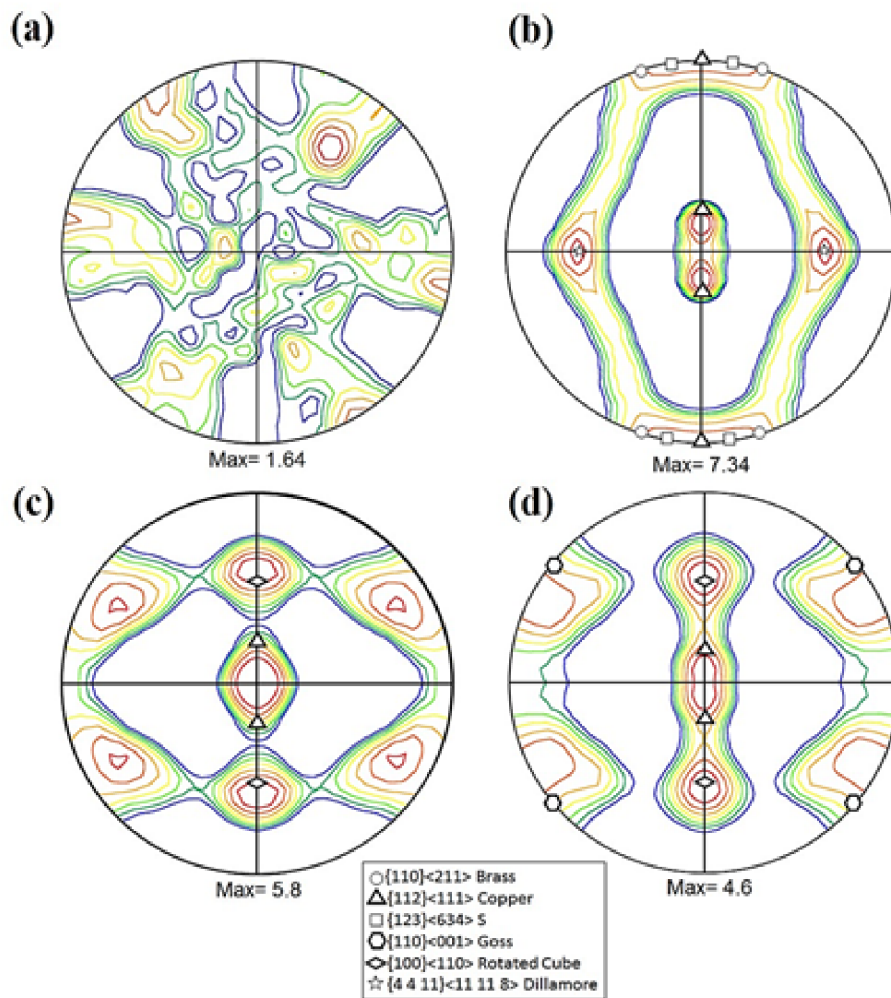 (a)
(b)
Max= 1.64
Max= 7.34
(c)
(d)
Max= 5.8
Max= 4.6
{110}<211> Brass
{112}<111> Copper
{123}<634> S
{110}<001> Goss
{100}<110> Rotated Cube
{4 4 11}<11 11 8> Dillamore